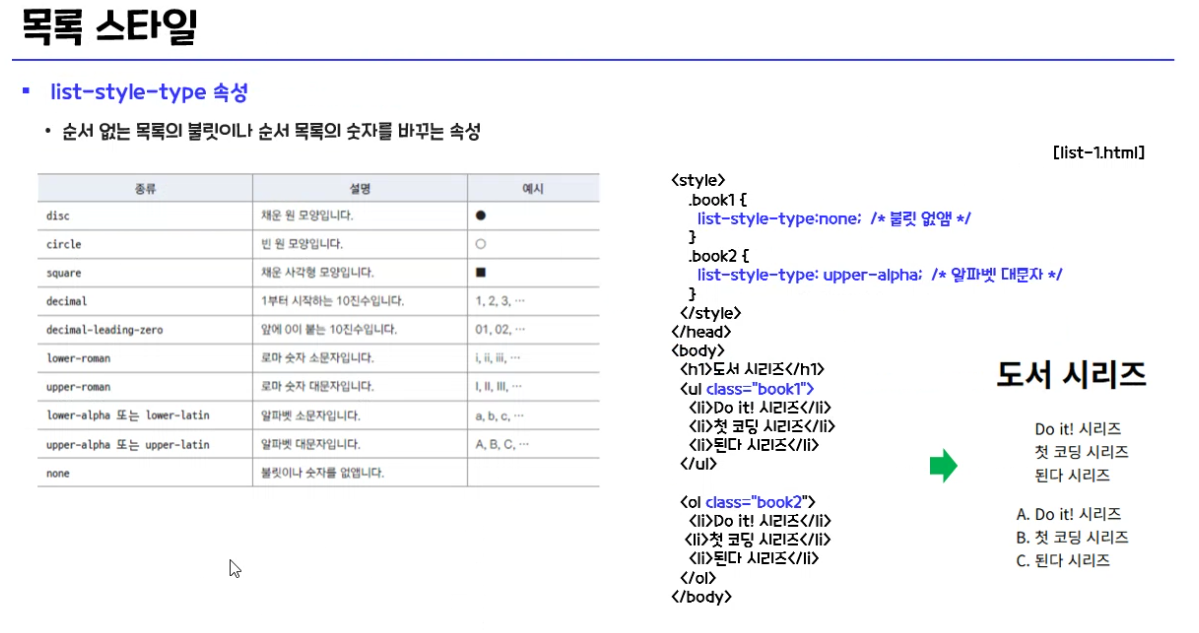 목록 스타일
▪ list-style-type 속성
• 순서 없는 목록의 불릿이나 순서 목록의 숫자를 바꾸는 속성
종류 설명 예시
disc 채운 원 모양입니다. ●
circle 빈 원 모양입니다. ○
square 채운 사각형 모양입니다. ■
decimal 1부터 시작하는 10진수입니다. 1, 2, 3, ⋯
decimal-leading-zero 앞에 0이 붙는 10진수입니다. 01, 02, ⋯
lower-roman 로마 숫자 소문자입니다. i, ii, iii, ⋯
upper-roman 로마 숫자 대문자입니다. I, II, III, ⋯
lower-alpha 또는 lower-latin 알파벳 소문자입니다. a, b, c, ⋯
upper-alpha 또는 upper-latin 알파벳 대문자입니다. A, B, C, ⋯
none 불릿이나 숫자를 없앱니다.
[list-1.html]
<style>
.book1 {
list-style-type:none; /* 불릿 없앰 */
}
.book2 {
list-style-type: upper-alpha; /* 알파벳 대문자 */
}
</style>
</head>
<body>
<h1>도서 시리즈</h1>
<ul class="book1">
<li>Do it! 시리즈</li>
<li>첫 코딩 시리즈</li>
<li>된다 시리즈</li>
</ul>
<ol class="book2">
<li>Do it! 시리즈</li>
<li>첫 코딩 시리즈</li>
<li>된다 시리즈</li>
</ol>
</body>
도서 시리즈
Do it! 시리즈
첫 코딩 시리즈
된다 시리즈
A. Do it! 시리즈
B. 첫 코딩 시리즈
C. 된다 시리즈